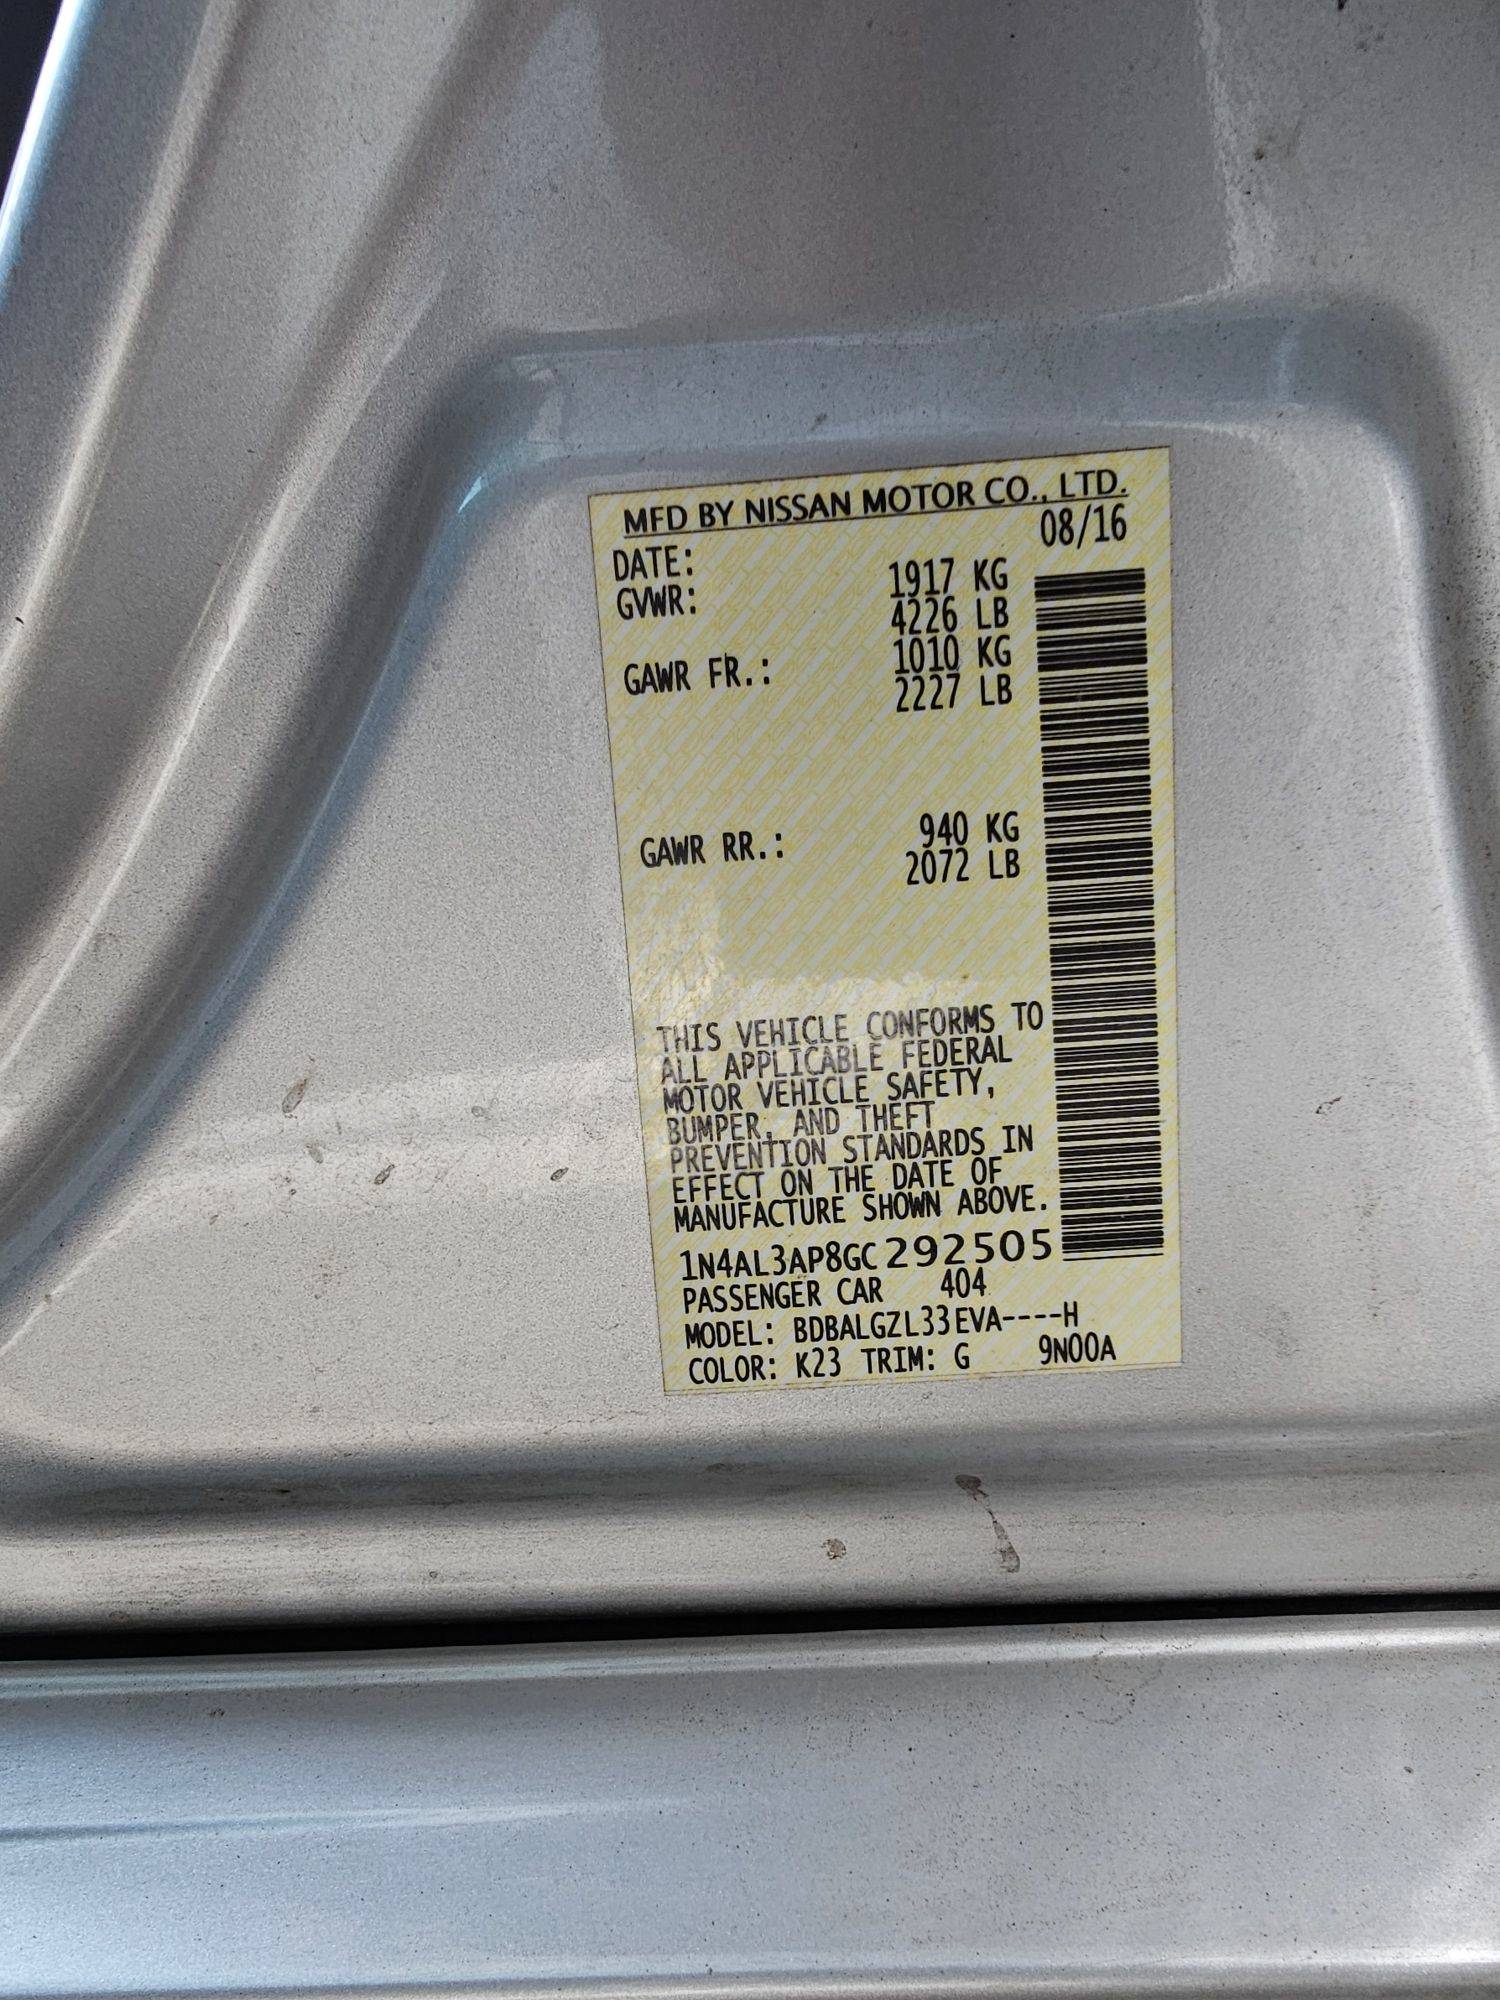 MFD BY NISSAN MOTOR CO., LTD.
DATE: 08/16
GVWR: 1917 KG
4226 LB
GAWR FR.: 1010 KG
2227 LB
GAWR RR.: 940 KG
2072 LB
THIS VEHICLE CONFORMS TO
ALL APPLICABLE FEDERAL
MOTOR VEHICLE SAFETY,
BUMPER, AND THEFT
PREVENTION STANDARDS IN
EFFECT ON THE DATE OF
MANUFACTURE SHOWN ABOVE.
1N4AL3AP8GC292505
PASSENGER CAR 404
MODEL: BDBALGZL33EVA----H
COLOR: K23 TRIM: G 9N00A